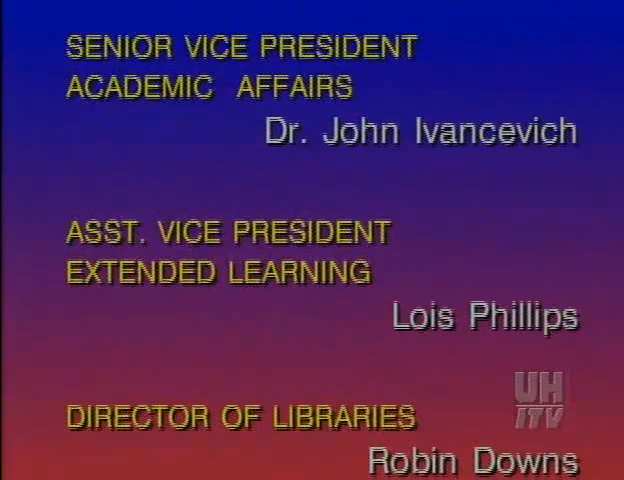 SENIOR VICE PRESIDENT
ACADEMIC AFFAIRS
Dr. John Ivancevich
ASST. VICE PRESIDENT
EXTENDED LEARNING
Lois Phillips
UH
ITV
DIRECTOR OF LIBRARIES
Robin Downs